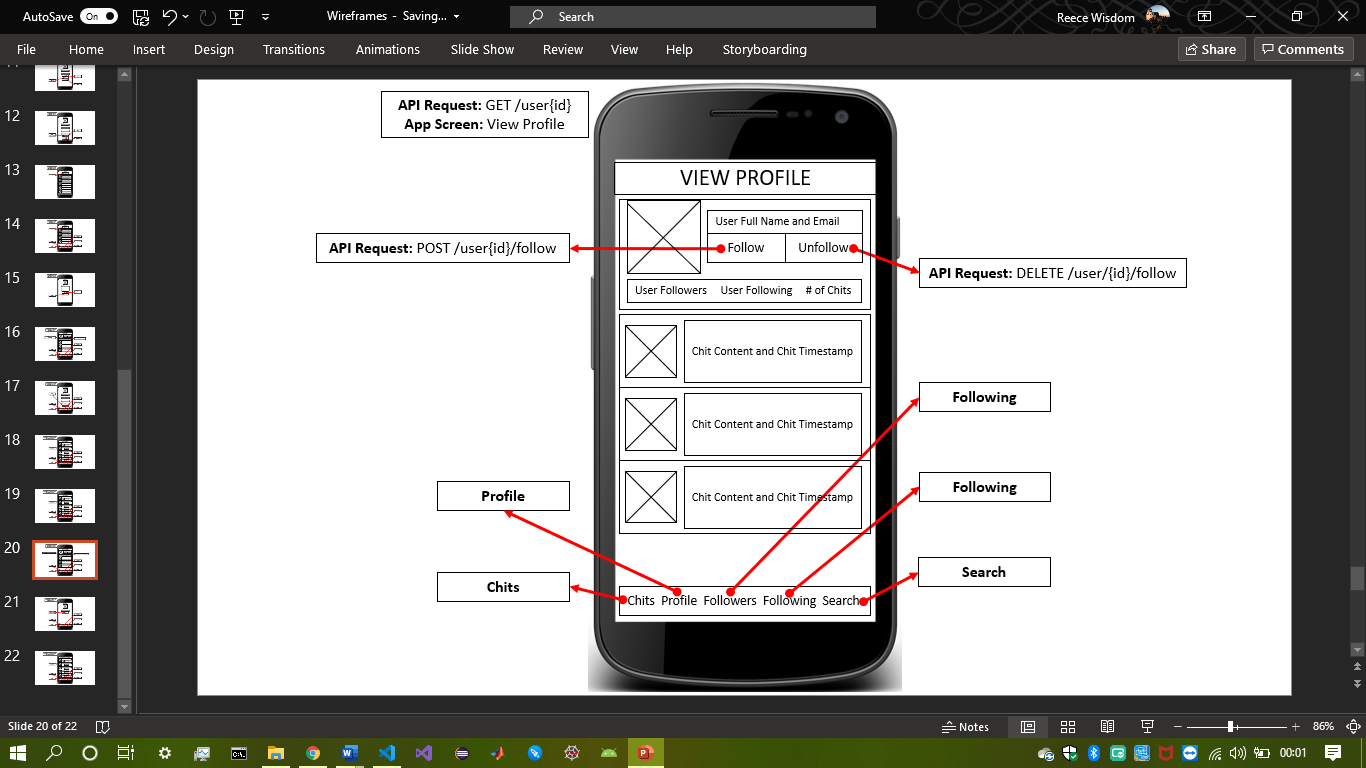 AutoSave On
Wireframes - Saving...
Search
Reece Wisdom
File Home Insert Design Transitions Animations Slide Show Review View Help Storyboarding
Share Comments
12
13
14
15
16
17
18
19
20
21
22
API Request: GET /user{id}
App Screen: View Profile
VIEW PROFILE
User Full Name and Email
Follow Unfollow
API Request: POST /user{id}/follow
API Request: DELETE /user/{id}/follow
User Followers User Following # of Chits
Chit Content and Chit Timestamp
Chit Content and Chit Timestamp
Chit Content and Chit Timestamp
Following
Following
Profile
Search
Chits
Chits Profile Followers Following Search
Slide 20 of 22
Notes
86%
00:01